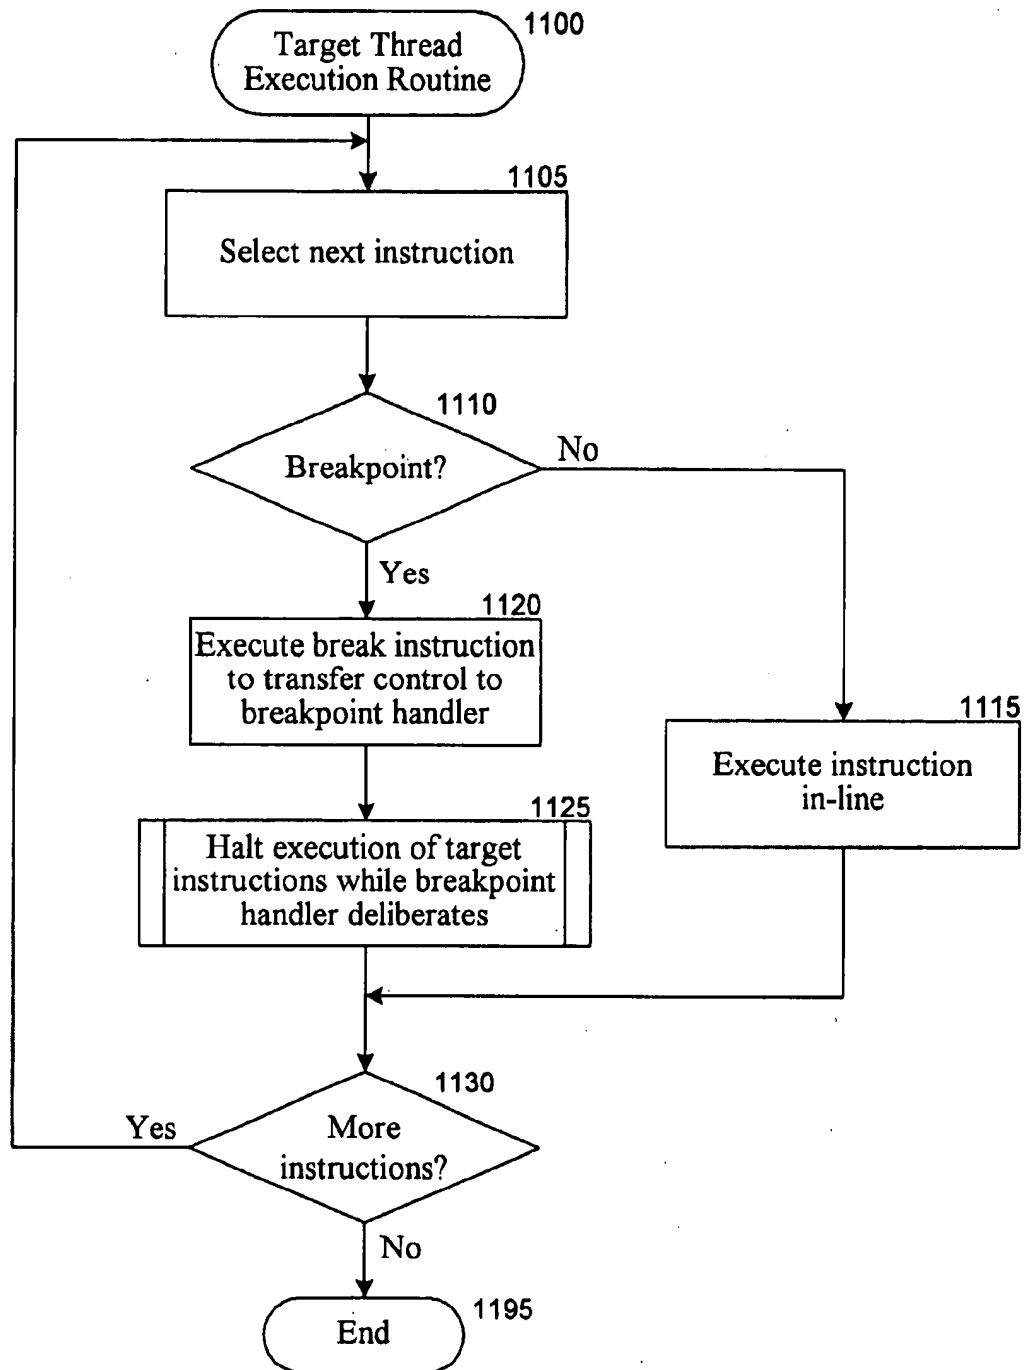 1100
Target Thread
Execution Routine
1105
Select next instruction
1110
Breakpoint?
No
Yes
1120
Execute break instruction
to transfer control to
breakpoint handler
1115
Execute instruction
in-line
1125
Halt execution of target
instructions while breakpoint
handler deliberates
1130
More
instructions?
Yes
No
1195
End